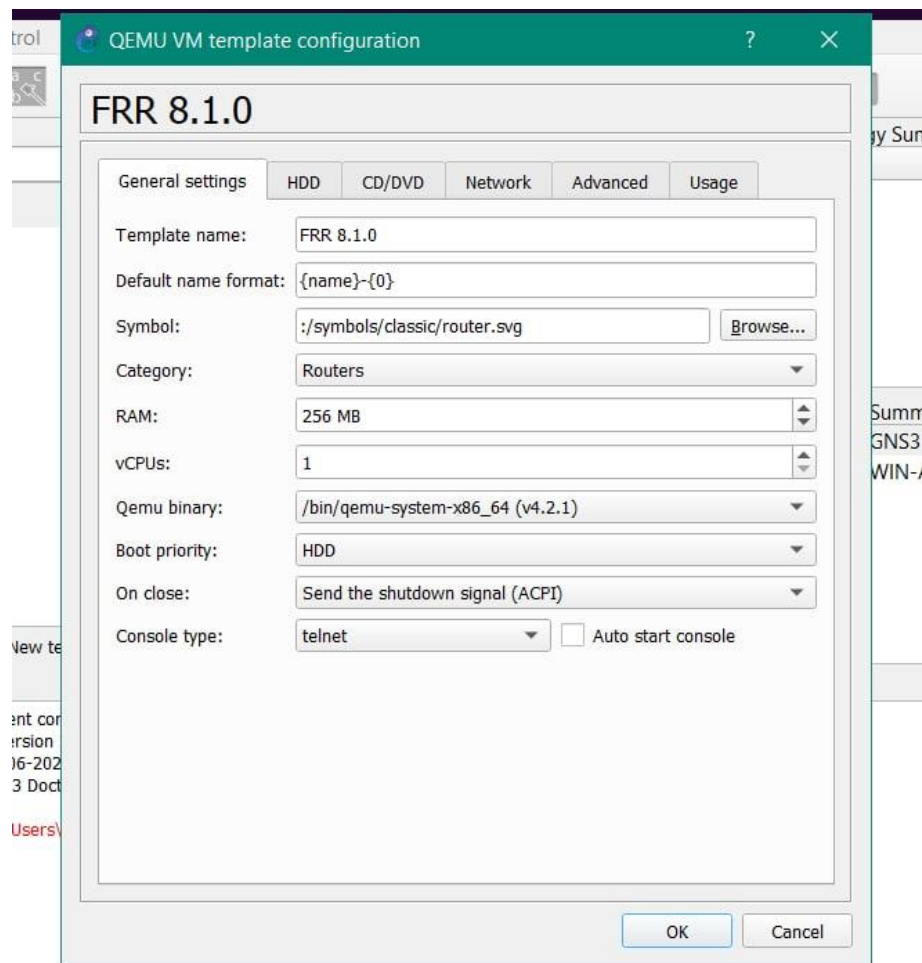 trol
QEMU VM template configuration ? ×
FRR 8.1.0
gy Sum
General settings HDD CD/DVD Network Advanced Usage
Template name: FRR 8.1.0
Default name format: {name}-{0}
Symbol: :/symbols/classic/router.svg Browse...
Category: Routers
RAM: 256 MB
Summ
vCPUs: 1
GNS3
WIN-A
Qemu binary: /bin/qemu-system-x86_64 (v4.2.1)
Boot priority: HDD
On close: Send the shutdown signal (ACPI)
Console type: telnet Auto start console
New te
ent cor
ersion
06-202
3 Doct
Users\
OK Cancel